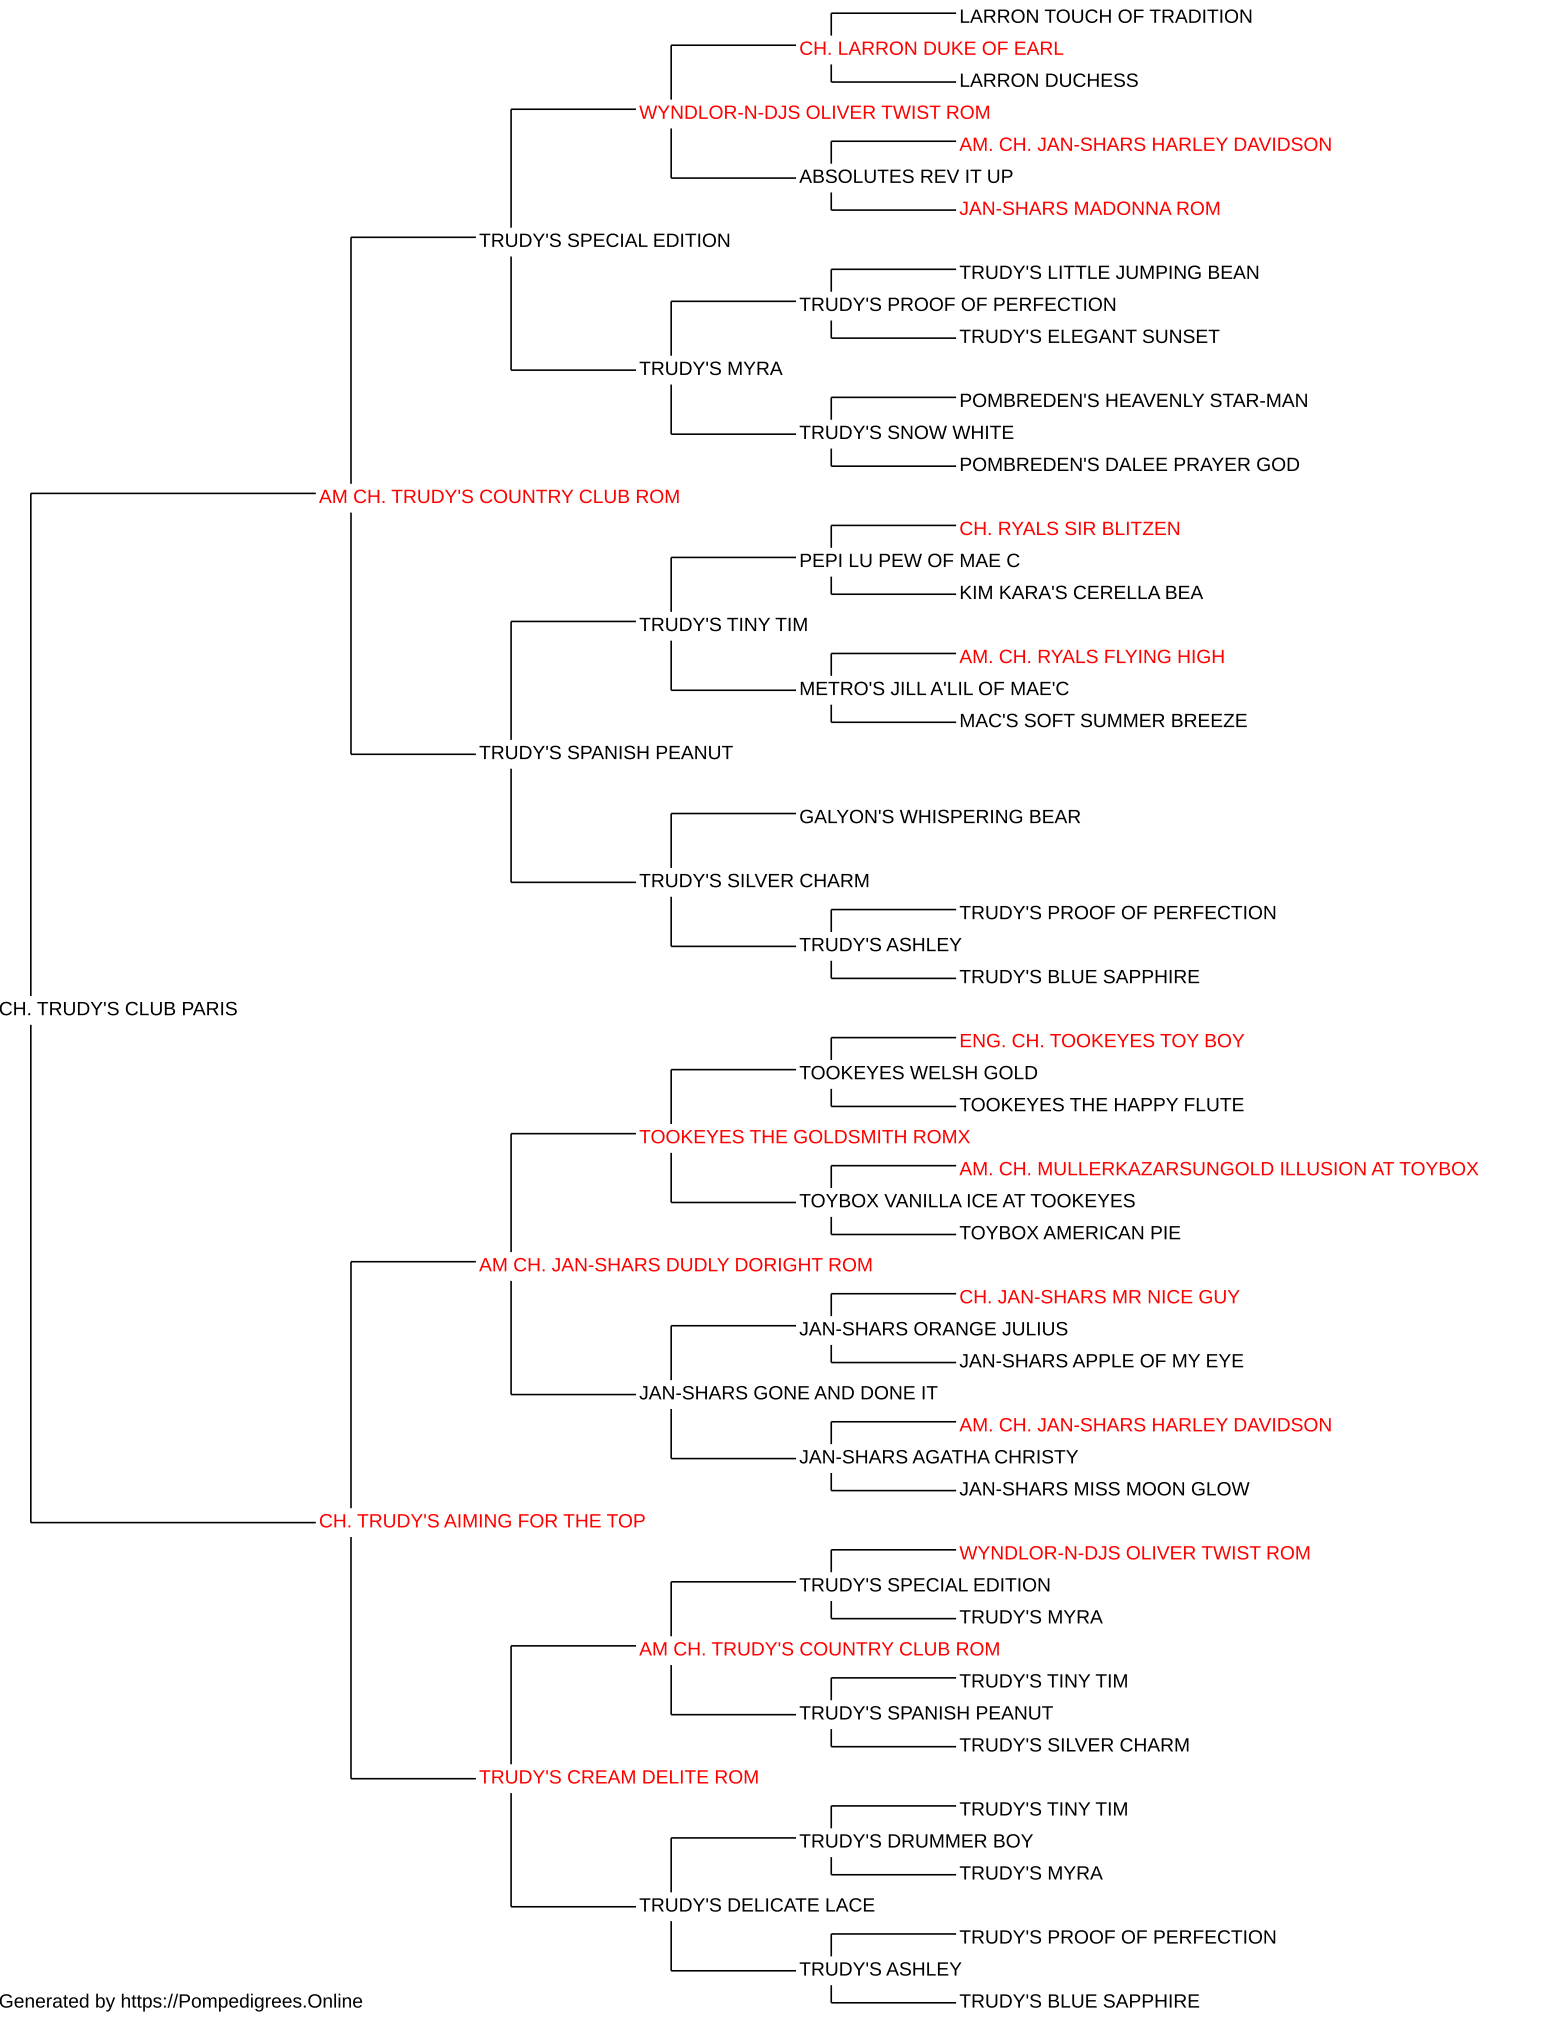 LARRON TOUCH OF TRADITION
CH. LARRON DUKE OF EARL
LARRON DUCHESS
WYNDLOR-N-DJS OLIVER TWIST ROM
AM. CH. JAN-SHARS HARLEY DAVIDSON
ABSOLUTES REV IT UP
JAN-SHARS MADONNA ROM
TRUDY'S SPECIAL EDITION
TRUDY'S LITTLE JUMPING BEAN
TRUDY'S PROOF OF PERFECTION
TRUDY'S ELEGANT SUNSET
TRUDY'S MYRA
POMBREDEN'S HEAVENLY STAR-MAN
TRUDY'S SNOW WHITE
POMBREDEN'S DALEE PRAYER GOD
AM CH. TRUDY'S COUNTRY CLUB ROM
CH. RYALS SIR BLITZEN
PEPI LU PEW OF MAE C
KIM KARA'S CERELLA BEA
TRUDY'S TINY TIM
AM. CH. RYALS FLYING HIGH
METRO'S JILL A'LIL OF MAE'C
MAC'S SOFT SUMMER BREEZE
TRUDY'S SPANISH PEANUT
GALYON'S WHISPERING BEAR
TRUDY'S SILVER CHARM
TRUDY'S PROOF OF PERFECTION
TRUDY'S ASHLEY
TRUDY'S BLUE SAPPHIRE
CH. TRUDY'S CLUB PARIS
ENG. CH. TOOKEYES TOY BOY
TOOKEYES WELSH GOLD
TOOKEYES THE HAPPY FLUTE
TOOKEYES THE GOLDSMITH ROMX
AM. CH. MULLERKAZARSUNGOLD ILLUSION AT TOYBOX
TOYBOX VANILLA ICE AT TOOKEYES
TOYBOX AMERICAN PIE
AM CH. JAN-SHARS DUDLY DORIGHT ROM
CH. JAN-SHARS MR NICE GUY
JAN-SHARS ORANGE JULIUS
JAN-SHARS APPLE OF MY EYE
JAN-SHARS GONE AND DONE IT
AM. CH. JAN-SHARS HARLEY DAVIDSON
JAN-SHARS AGATHA CHRISTY
JAN-SHARS MISS MOON GLOW
CH. TRUDY'S AIMING FOR THE TOP
WYNDLOR-N-DJS OLIVER TWIST ROM
TRUDY'S SPECIAL EDITION
TRUDY'S MYRA
AM CH. TRUDY'S COUNTRY CLUB ROM
TRUDY'S TINY TIM
TRUDY'S SPANISH PEANUT
TRUDY'S SILVER CHARM
TRUDY'S CREAM DELITE ROM
TRUDY'S TINY TIM
TRUDY'S DRUMMER BOY
TRUDY'S MYRA
TRUDY'S DELICATE LACE
TRUDY'S PROOF OF PERFECTION
TRUDY'S ASHLEY
TRUDY'S BLUE SAPPHIRE
Generated by https://Pompedigrees.Online